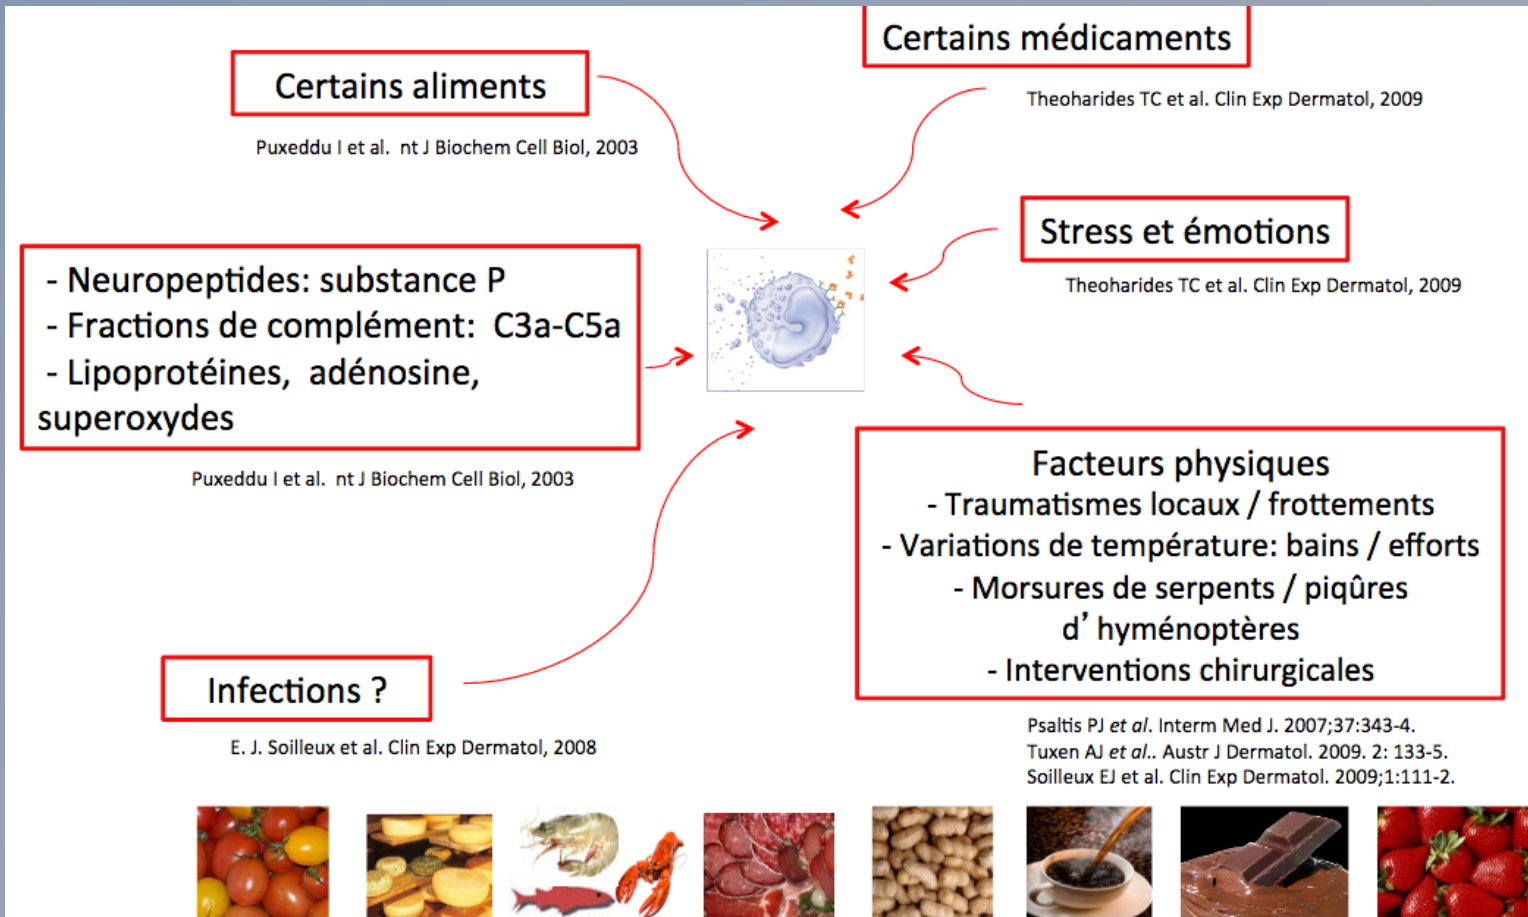 Certains médicaments
Theoharides TC et al. Clin Exp Dermatol, 2009
Certains aliments
Puxeddu I et al.  nt J Biochem Cell Biol, 2003
Stress et émotions
Theoharides TC et al. Clin Exp Dermatol, 2009
- Neuropeptides: substance P
- Fractions de complément:  C3a-C5a
- Lipoprotéines,  adénosine,
superoxydes
Puxeddu I et al.  nt J Biochem Cell Biol, 2003
Facteurs physiques
- Traumatismes locaux / frottements
- Variations de température: bains / efforts
- Morsures de serpents / piqûres
d’ hyménoptères
- Interventions chirurgicales
Psaltis PJ et al. Interm Med J. 2007;37:343-4.
Tuxen AJ et al.. Austr J Dermatol. 2009. 2: 133-5.
Soilleux EJ et al. Clin Exp Dermatol. 2009;1:111-2.
Infections ?
E. J. Soilleux et al. Clin Exp Dermatol, 2008